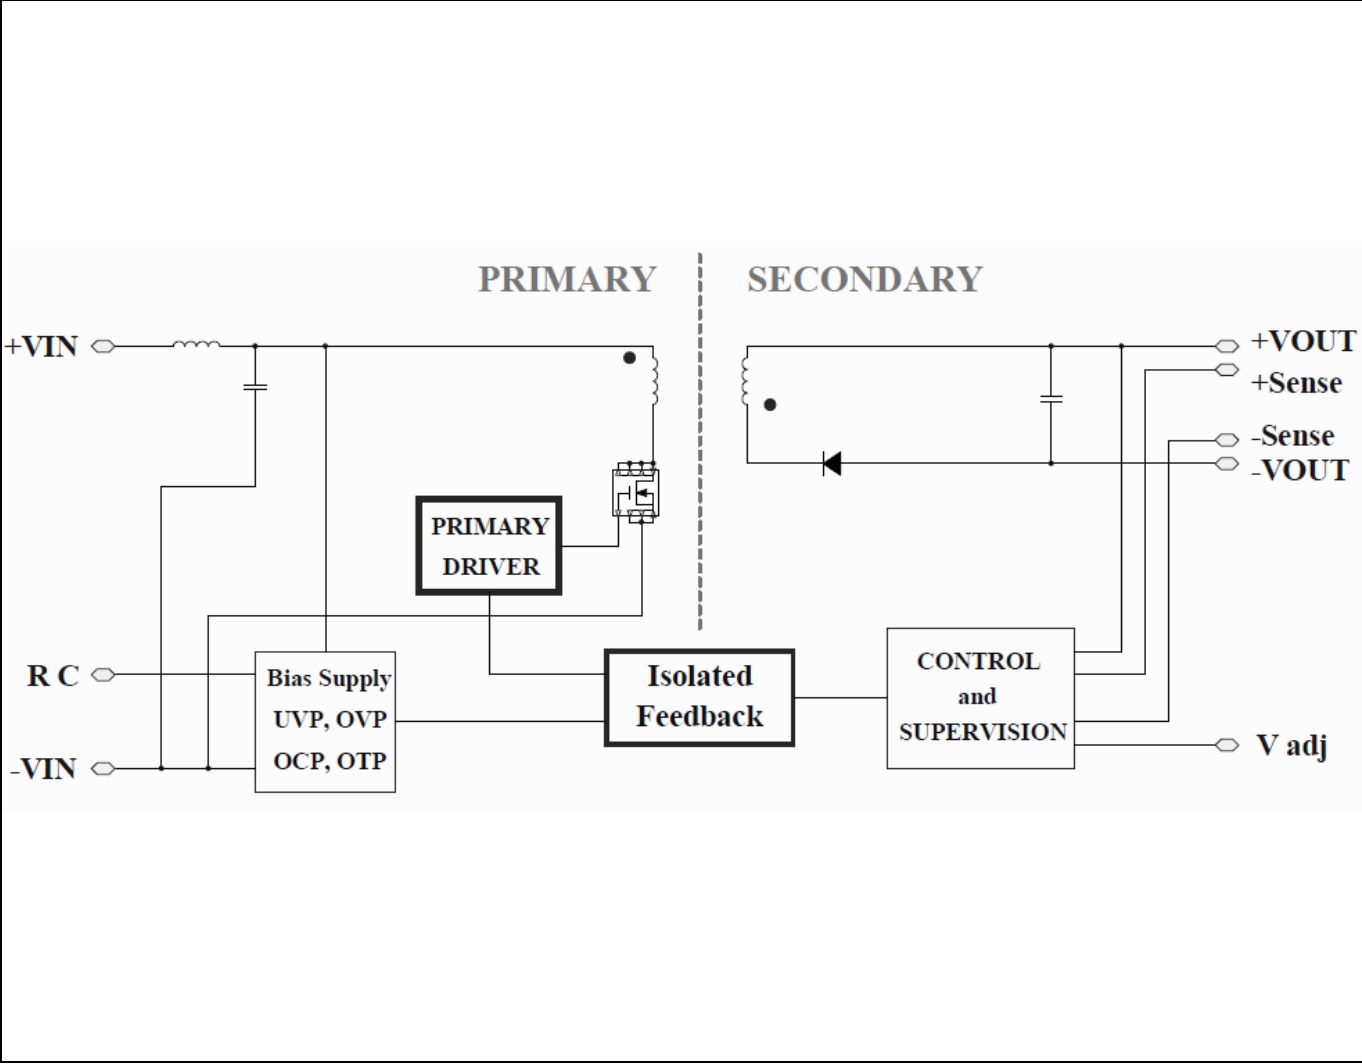 PRIMARY
SECONDARY
+VIN
+VOUT
+Sense
-Sense
-VOUT
PRIMARY
DRIVER
R C
Bias Supply
UVP, OVP
OCP, OTP
-VIN
Isolated
Feedback
CONTROL
and
SUPERVISION
V adj